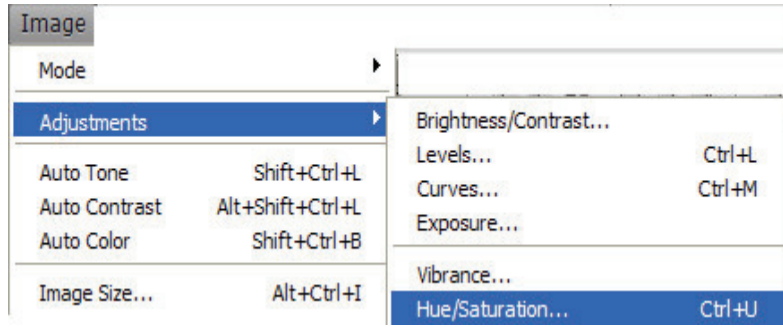 Image
Mode
Adjustments
Auto Tone Shift+Ctrl+L
Auto Contrast Alt+Shift+Ctrl+L
Auto Color Shift+Ctrl+B
Image Size... Alt+Ctrl+I
Brightness/Contrast...
Levels... Ctrl+L
Curves... Ctrl+M
Exposure...
Vibrance...
Hue/Saturation... Ctrl+U